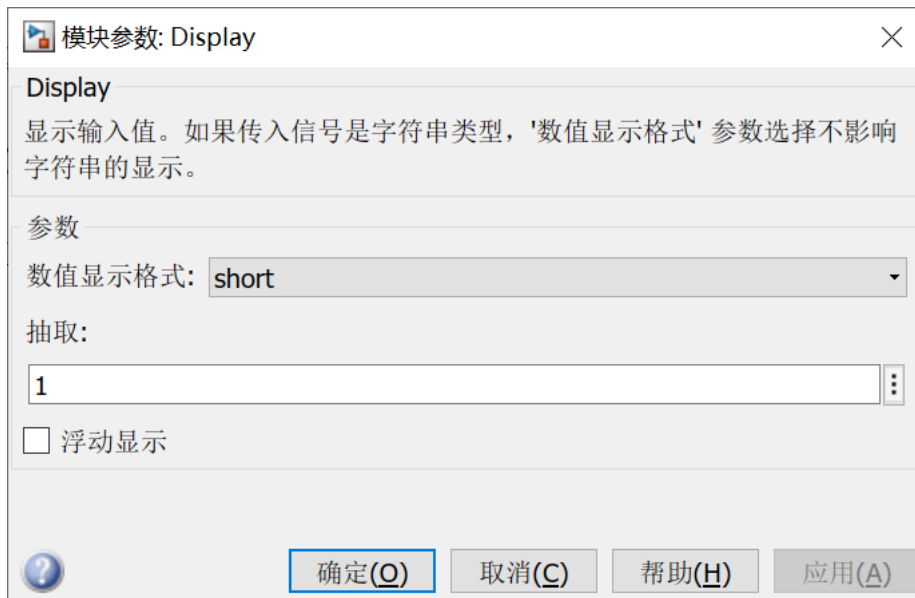 模块参数: Display
Display
显示输入值。如果传入信号是字符串类型，'数值显示格式' 参数选择不影响
字符串的显示。
参数
数值显示格式: short
抽取:
1
浮动显示
确定(O) 取消(C) 帮助(H) 应用(A)